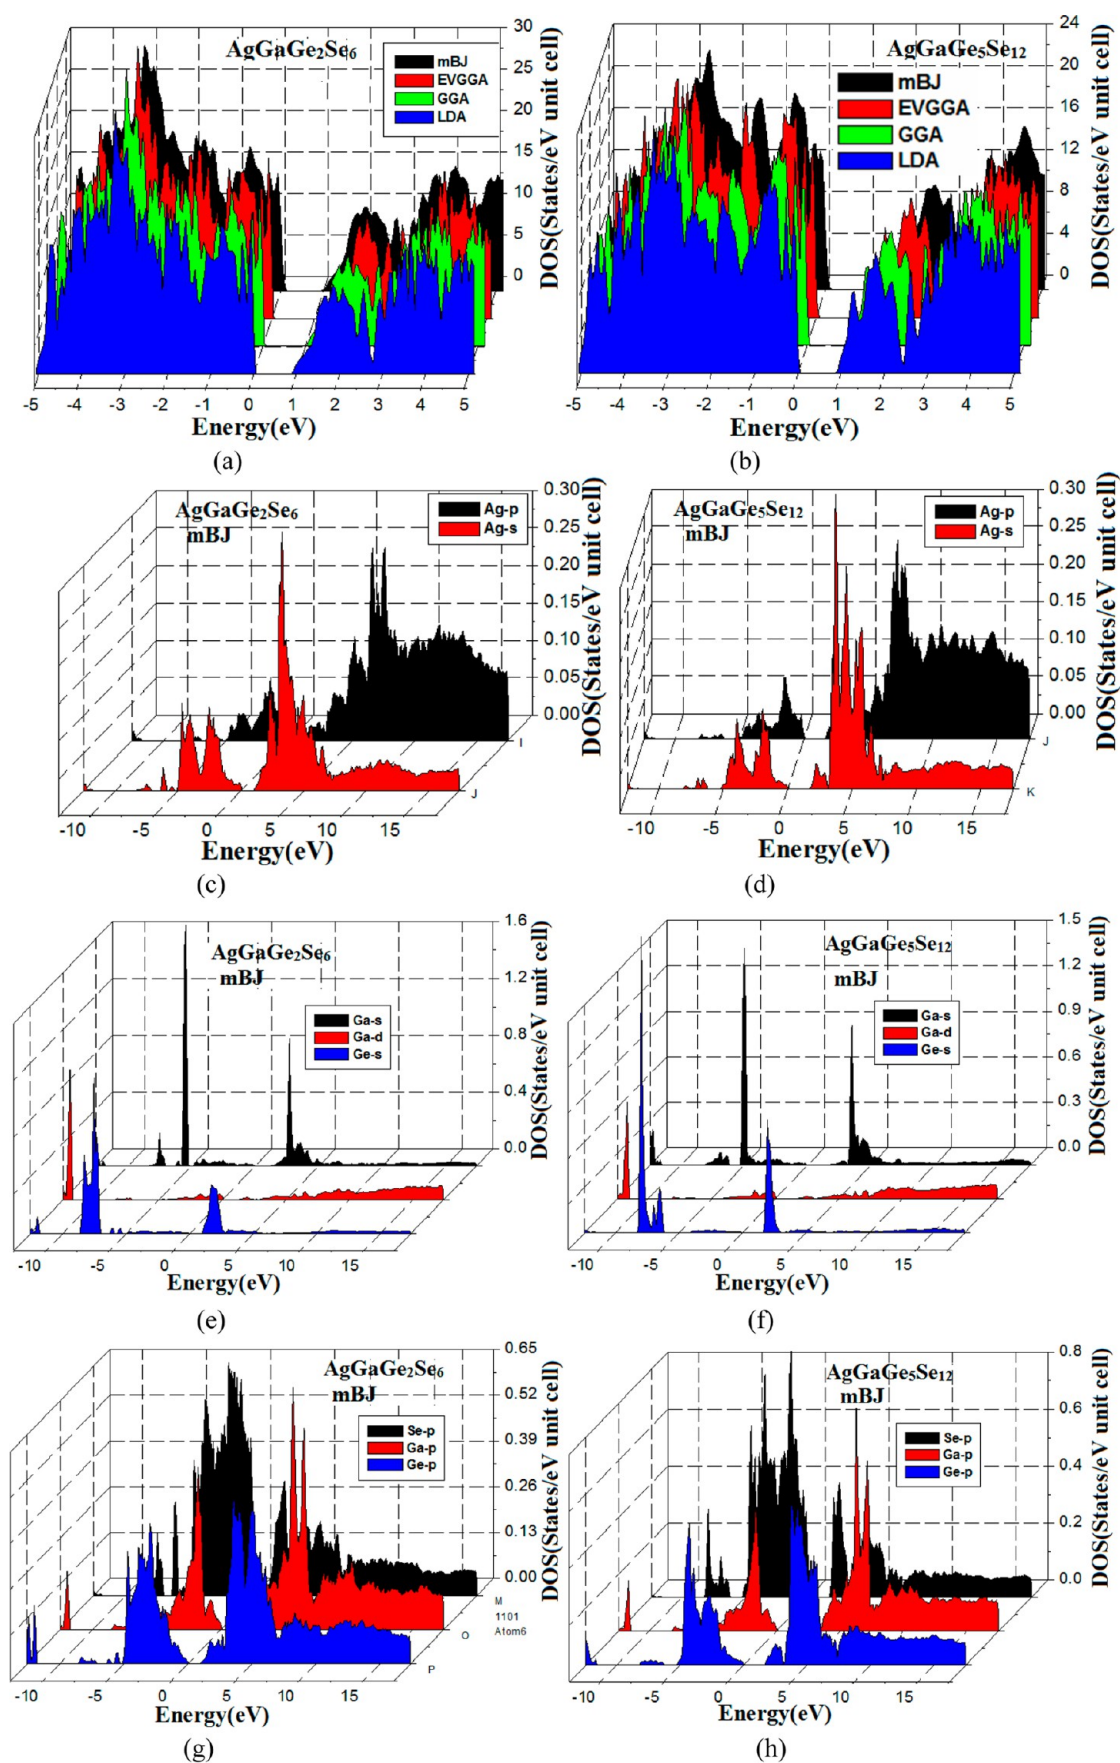 AgGaGe₂Se₆
mBJ
EVGGA
GGA
LDA
30
25
20
15
10
5
0
DOS(States/eV unit cell)
-5 -4 -3 -2 -1 0 1 2 3 4 5
Energy(eV)
(a)
AgGaGe₅Se₁₂
mBJ
EVGGA
GGA
LDA
24
20
16
12
8
4
0
DOS(States/eV unit cell)
-5 -4 -3 -2 -1 0 1 2 3 4 5
Energy(eV)
(b)
AgGaGe₂Se₆
mBJ
Ag-p
Ag-s
0.30
0.25
0.20
0.15
0.10
0.05
0.00
DOS(States/eV unit cell)
I
J
-10 -5 0 5 10 15
Energy(eV)
(c)
AgGaGe₅Se₁₂
mBJ
Ag-p
Ag-s
0.30
0.25
0.20
0.15
0.10
0.05
0.00
DOS(States/eV unit cell)
J
K
-10 -5 0 5 10 15
Energy(eV)
(d)
AgGaGe₂Se₆
mBJ
Ga-s
Ga-d
Ge-s
1.6
1.2
0.8
0.4
0.0
DOS(States/eV unit cell)
-10 -5 0 5 10 15
Energy(eV)
(e)
AgGaGe₅Se₁₂
mBJ
Ga-s
Ga-d
Ge-s
1.5
1.2
0.9
0.6
0.3
0.0
DOS(States/eV unit cell)
-10 -5 0 5 10 15
Energy(eV)
(f)
AgGaGe₂Se₆
mBJ
Se-p
Ga-p
Ge-p
0.65
0.52
0.39
0.26
0.13
0.00
DOS(States/eV unit cell)
M
1101
Atom6
O
P
-10 -5 0 5 10 15
Energy(eV)
(g)
AgGaGe₅Se₁₂
mBJ
Se-p
Ga-p
Ge-p
0.8
0.6
0.4
0.2
0.0
DOS(States/eV unit cell)
-10 -5 0 5 10 15
Energy(eV)
(h)